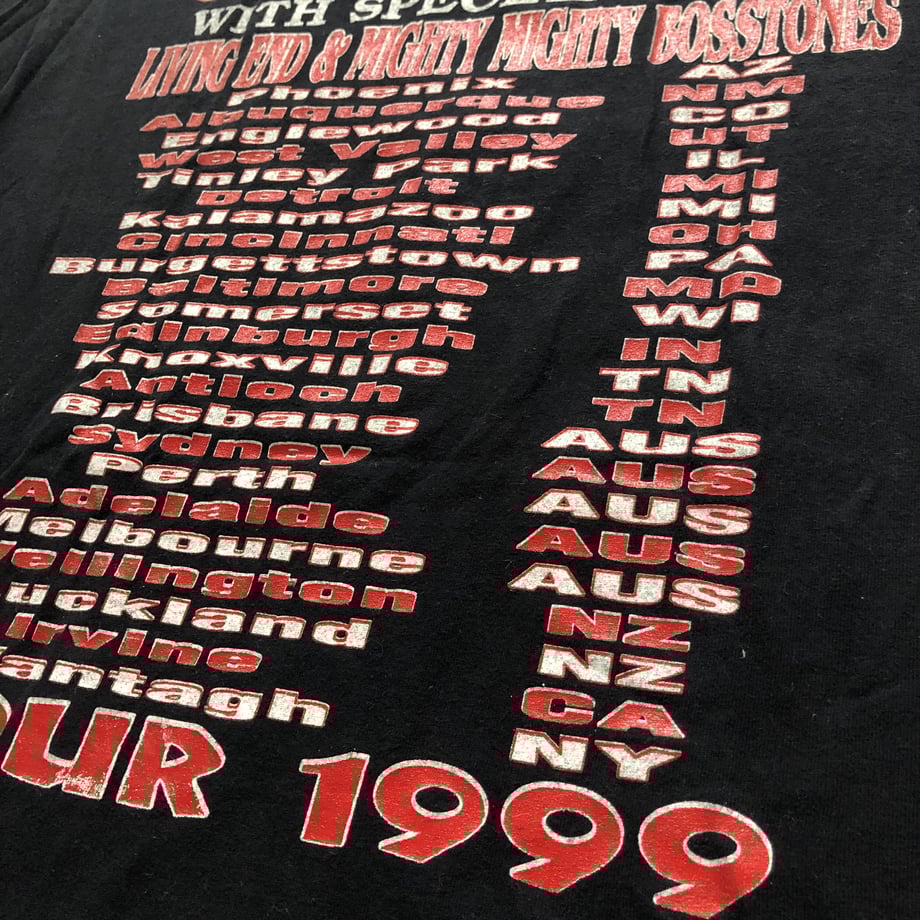 WITH SPECI
LIVING END & MIGHTY MIGHTY BOSSTONES
Phoenix AZ
Albuquerque NM
Englewood CO
West Valley UT
Tinley Park IL
Detroit MI
Kalamazoo MI
Cincinnati OH
Burgettstown PA
Baltimore MD
Somerset WI
Edinburgh IN
Knoxville TN
Antioch TN
Brisbane AUS
Sydney AUS
Perth AUS
Adelaide AUS
Melbourne AUS
ellington NZ
uckland NZ
Irvine CA
antagh NY
OUR 1999